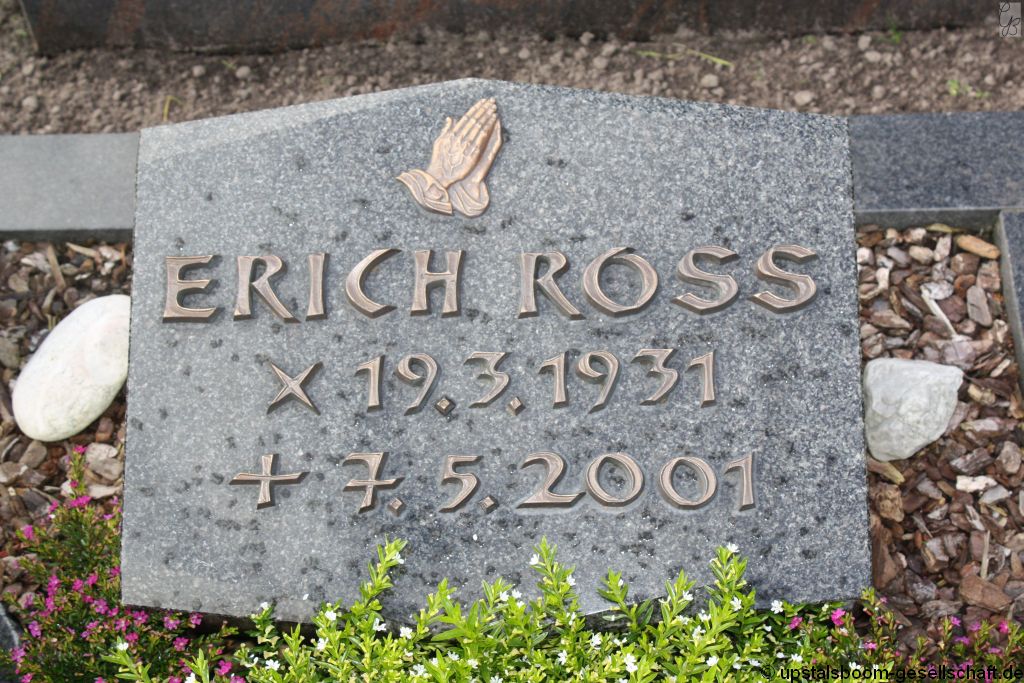 ERICH ROSS
× 19.3.1931
+ 7.5.2001
© upstalsboom-gesellschaft.de